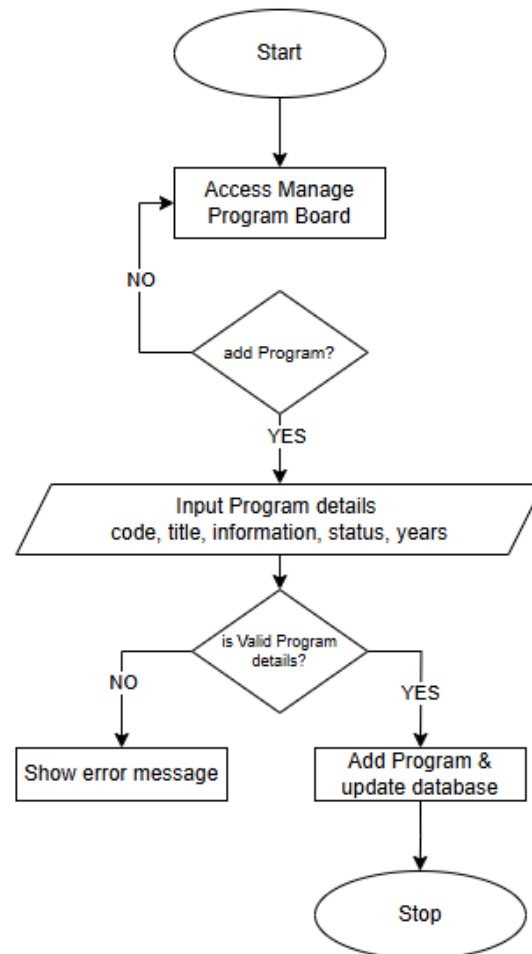 Start
Access Manage
Program Board
NO
add Program?
YES
Input Program details
code, title, information, status, years
is Valid Program
details?
NO
YES
Show error message
Add Program &
update database
Stop